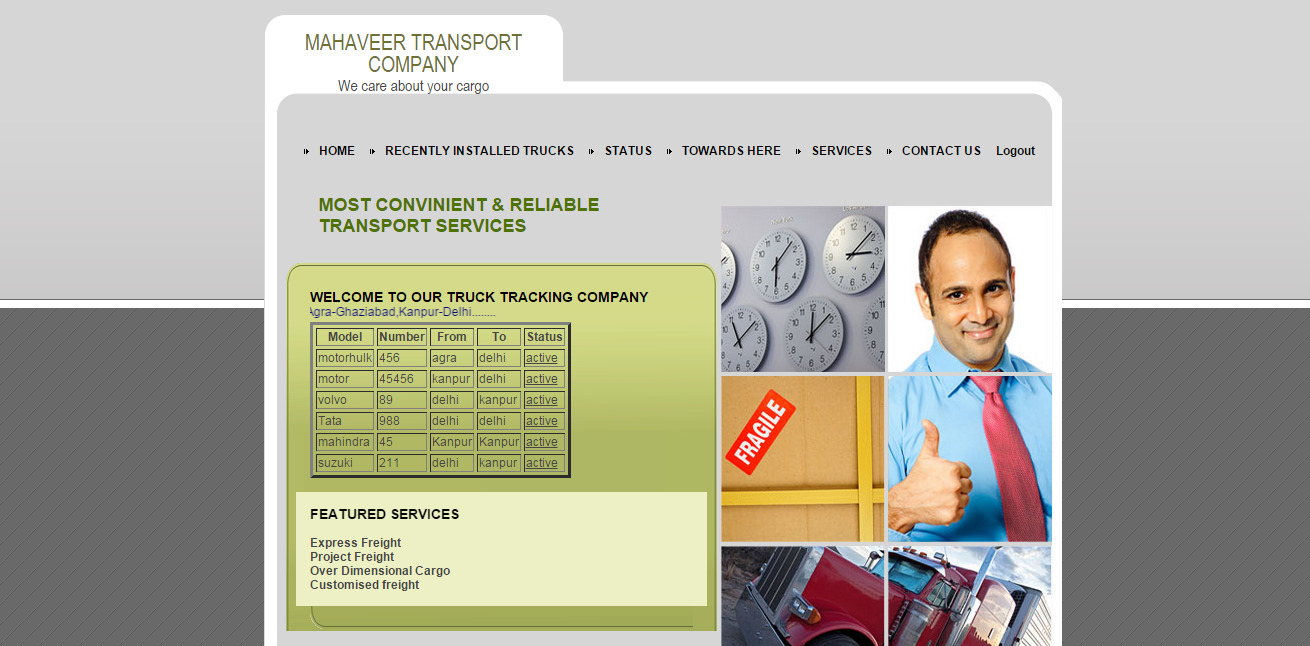 MAHAVEER TRANSPORT
COMPANY
We care about your cargo
HOME RECENTLY INSTALLED TRUCKS STATUS TOWARDS HERE SERVICES CONTACT US Logout
MOST CONVINIENT & RELIABLE
TRANSPORT SERVICES
WELCOME TO OUR TRUCK TRACKING COMPANY
Agra-Ghaziabad,Kanpur-Delhi........
Model Number From To Status
motorhulk 456 agra delhi active
motor 45456 kanpur delhi active
volvo 89 delhi kanpur active
Tata 988 delhi delhi active
mahindra 45 Kanpur Kanpur active
suzuki 211 delhi kanpur active
FEATURED SERVICES
Express Freight
Project Freight
Over Dimensional Cargo
Customised freight
FRAGILE